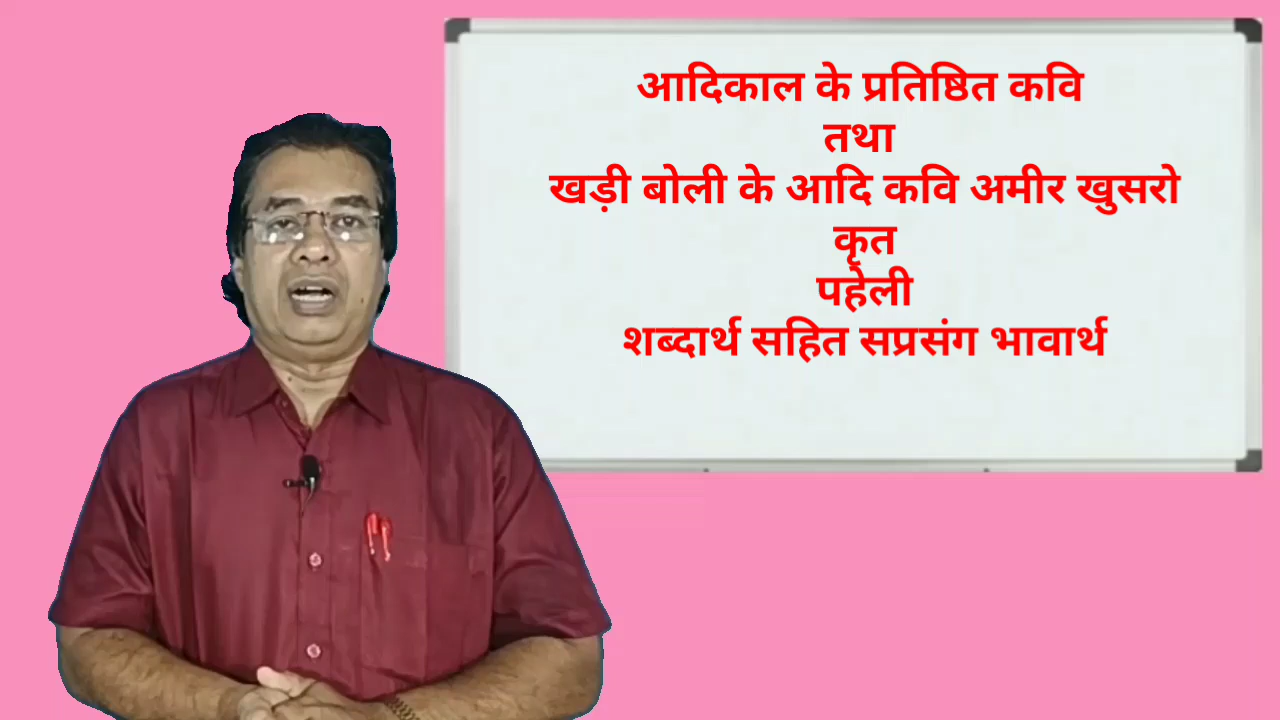 आदिकाल के प्रतिष्ठित कवि
तथा
खड़ी बोली के आदि कवि अमीर खुसरो
कृत
पहेली
शब्दार्थ सहित सप्रसंग भावार्थ